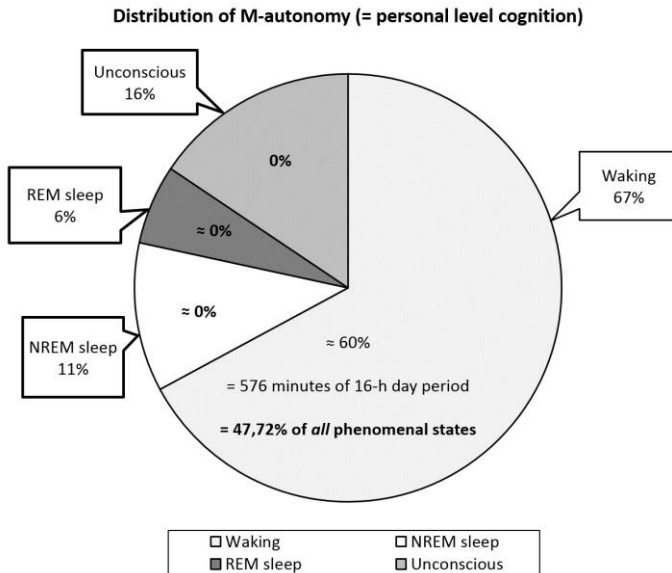 Distribution of M-autonomy (= personal level cognition)
Unconscious
16%
0%
Waking
67%
REM sleep
6%
≈ 0%
≈ 0%
NREM sleep
11%
≈ 60%
= 576 minutes of 16-h day period
= 47,72% of all phenomenal states
Waking
NREM sleep
REM sleep
Unconscious